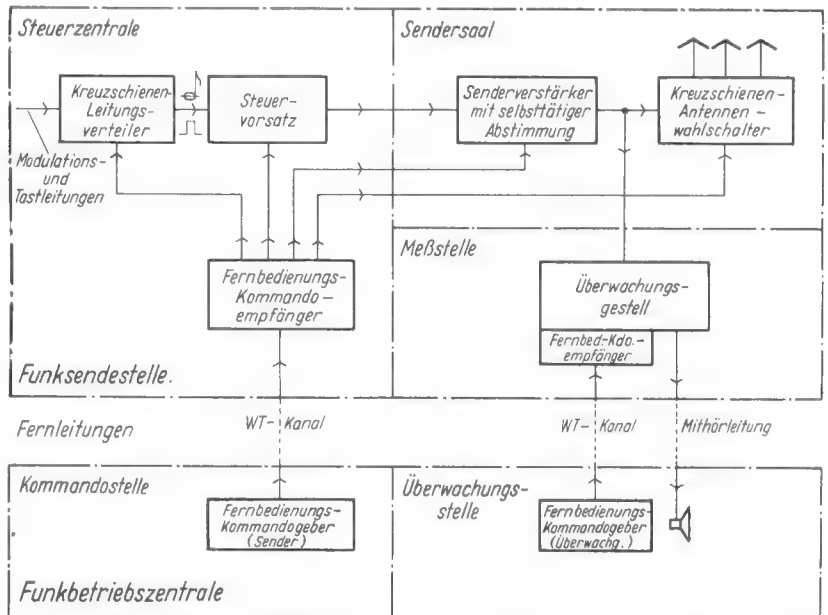 Steuerzentrale
Sendersaal
Kreuzschienen-
Leitungs-
verteiler
Steuer-
vorsatz
Senderverstärker
mit selbsttätiger
Abstimmung
Kreuzschienen-
Antennen-
wahlschalter
Modulations-
und
Tastleitungen
Meßstelle
Fernbedienungs-
Kommando-
empfänger
Überwachungs-
gestell
Fernbed.-Kdo.-
empfänger
Funksendestelle.
Fernleitungen
WT- Kanal
WT- Kanal
Mithörleitung
Kommandostelle
Überwachungs-
stelle
Fernbedienungs-
Kommandogeber
(Sender)
Fernbedienungs-
Kommandogeber
(Überwachg.)
Funkbetriebszentrale